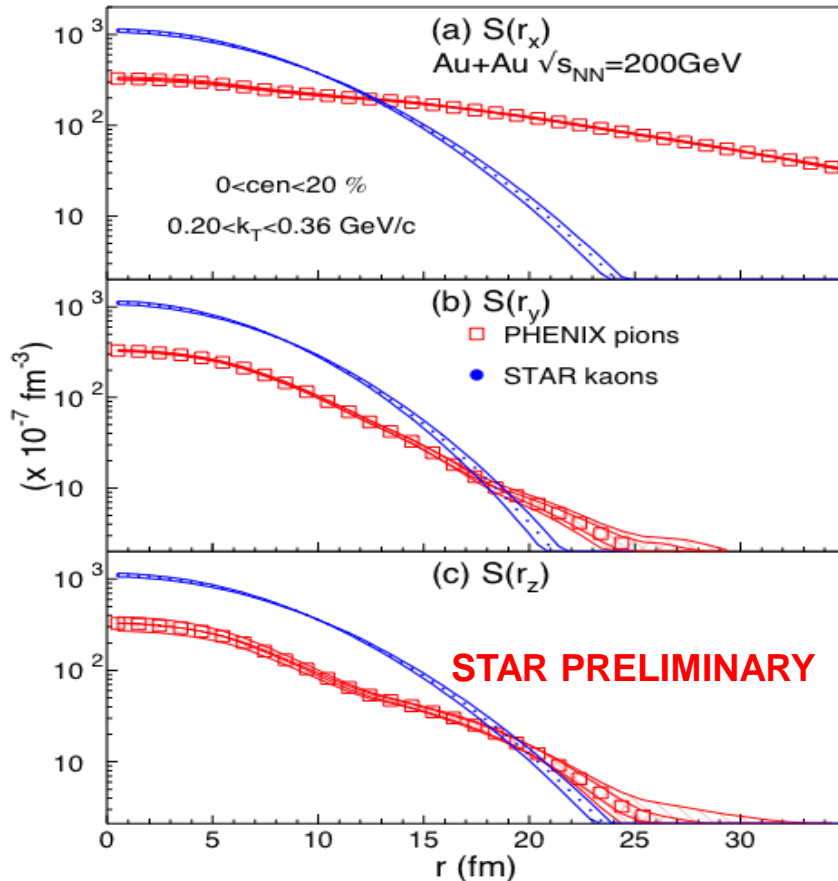 (a) S(r_x)
Au+Au √s_NN=200GeV
0<cen<20 %
0.20<k_T<0.36 GeV/c
10^3
10^2
10
(b) S(r_y)
PHENIX pions
STAR kaons
10^3
10^2
10
(x 10^-7 fm^-3)
(c) S(r_z)
STAR PRELIMINARY
10^3
10^2
10
0 5 10 15 20 25 30
r (fm)